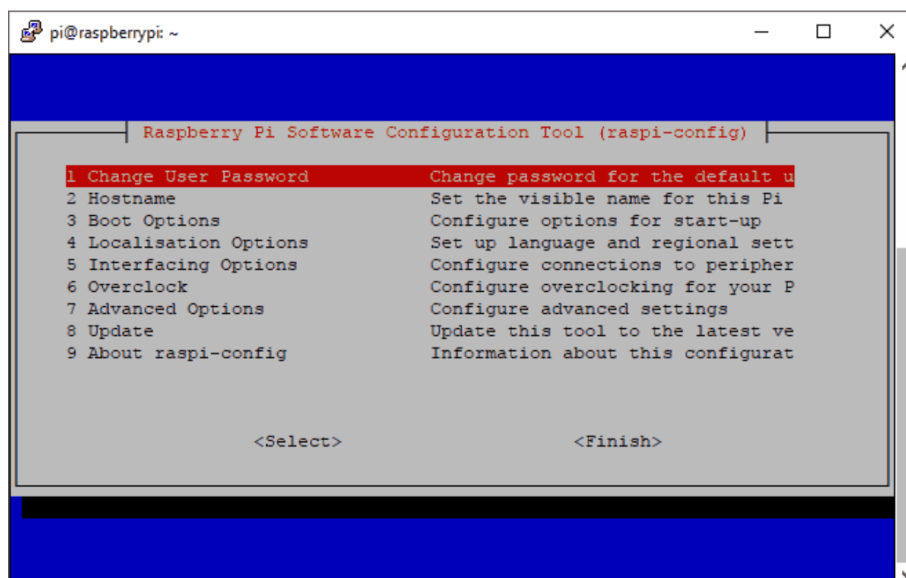 pi@raspberrypi: ~
Raspberry Pi Software Configuration Tool (raspi-config)
1 Change User Password Change password for the default u
2 Hostname Set the visible name for this Pi
3 Boot Options Configure options for start-up
4 Localisation Options Set up language and regional sett
5 Interfacing Options Configure connections to peripher
6 Overclock Configure overclocking for your P
7 Advanced Options Configure advanced settings
8 Update Update this tool to the latest ve
9 About raspi-config Information about this configurat
<Select> <Finish>